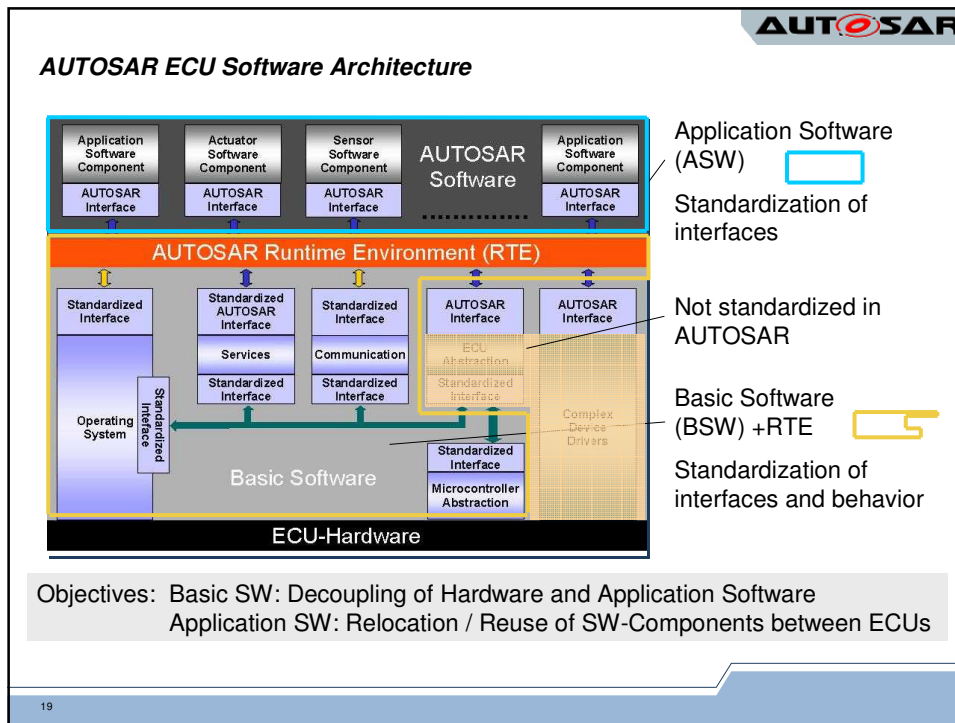 AUTOSAR
AUTOSAR ECU Software Architecture
Application
Software
Component
AUTOSAR
Interface
Actuator
Software
Component
AUTOSAR
Interface
Sensor
Software
Component
AUTOSAR
Interface
AUTOSAR
Software
..............
Application
Software
Component
AUTOSAR
Interface
Application Software
(ASW)
Standardization of
interfaces
AUTOSAR Runtime Environment (RTE)
Standardized
Interface
Operating
System
Standardized
Interface
Standardized
AUTOSAR
Interface
Services
Standardized
Interface
Standardized
Interface
Communication
Standardized
Interface
AUTOSAR
Interface
ECU
Abstraction
Standardized
Interface
Standardized
Interface
Microcontroller
Abstraction
AUTOSAR
Interface
Complex
Device
Drivers
Basic Software
ECU-Hardware
Not standardized in
AUTOSAR
Basic Software
(BSW) +RTE
Standardization of
interfaces and behavior
Objectives: Basic SW: Decoupling of Hardware and Application Software
Application SW: Relocation / Reuse of SW-Components between ECUs
19